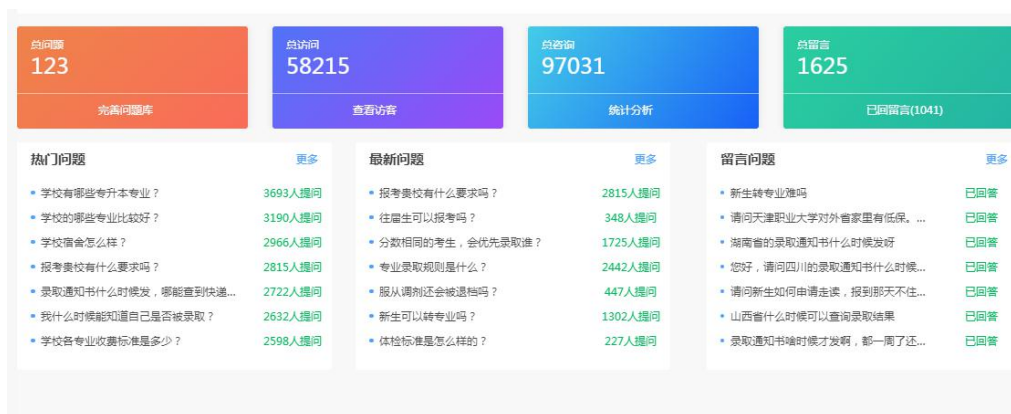 总问题
123
完善问题库
总访问
58215
查看访客
总咨询
97031
统计分析
总留言
1625
已回留言(1041)
热门问题 更多
学校有哪些专升本专业？ 3693人提问
学校的哪些专业比较好？ 3190人提问
学校宿舍怎么样？ 2966人提问
报考贵校有什么要求吗？ 2815人提问
录取通知书什么时候发，哪能查到快递... 2722人提问
我什么时候能知道自己是否被录取？ 2632人提问
学校各专业收费标准是多少？ 2598人提问
最新问题 更多
报考贵校有什么要求吗？ 2815人提问
往届生可以报考吗？ 348人提问
分数相同的考生，会优先录取谁？ 1725人提问
专业录取规则是什么？ 2442人提问
服从调剂还会被退档吗？ 447人提问
新生可以转专业吗？ 1302人提问
体检标准是怎么样的？ 227人提问
留言问题 更多
新生转专业难吗 已回答
请问天津职业大学对外省家里有低保。... 已回答
湖南省的录取通知书什么时候发呀 已回答
您好，请问四川的录取通知书什么时候... 已回答
请问新生如何申请走读，报到那天不住... 已回答
山西省什么时候可以查询录取结果 已回答
录取通知书啥时候才发啊，都一周了还... 已回答